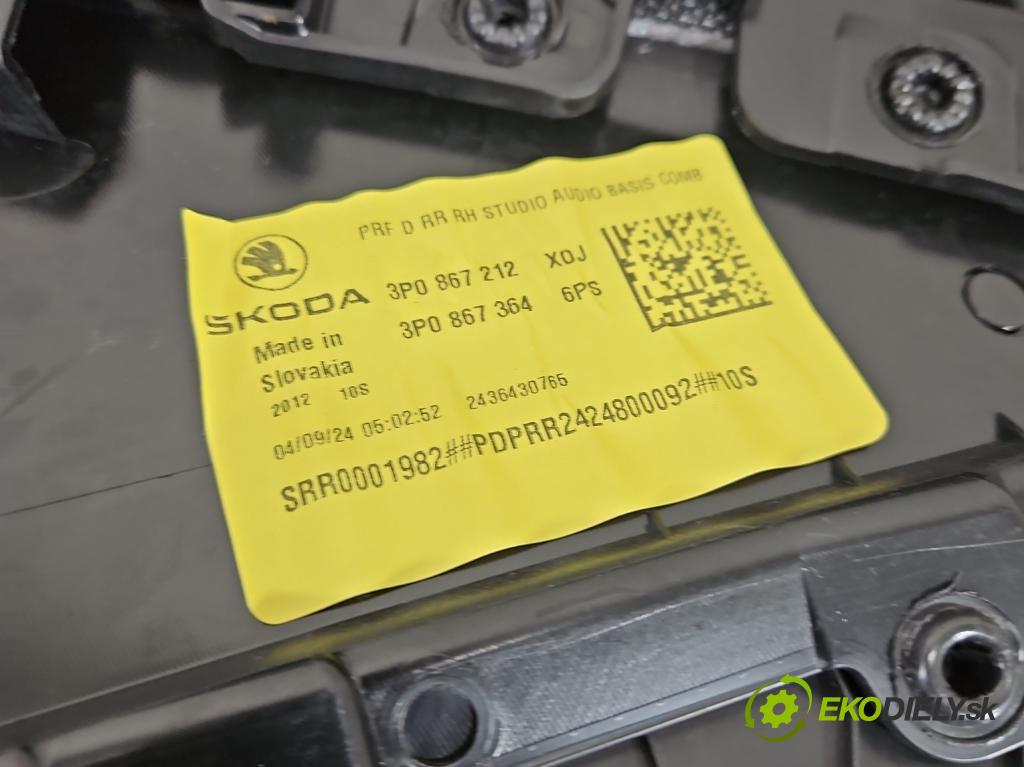 PRF D RR RH STUDIO AUDIO BASIS COMB
ŠKODA
3P0 867 212 XOJ
3P0 867 364 6PS
Made in
Slovakia
2012 10S
04/09/24 05:02:52 2436430765
SRR0001982##PDPRR2424800092##10S
EKODIELY.sk